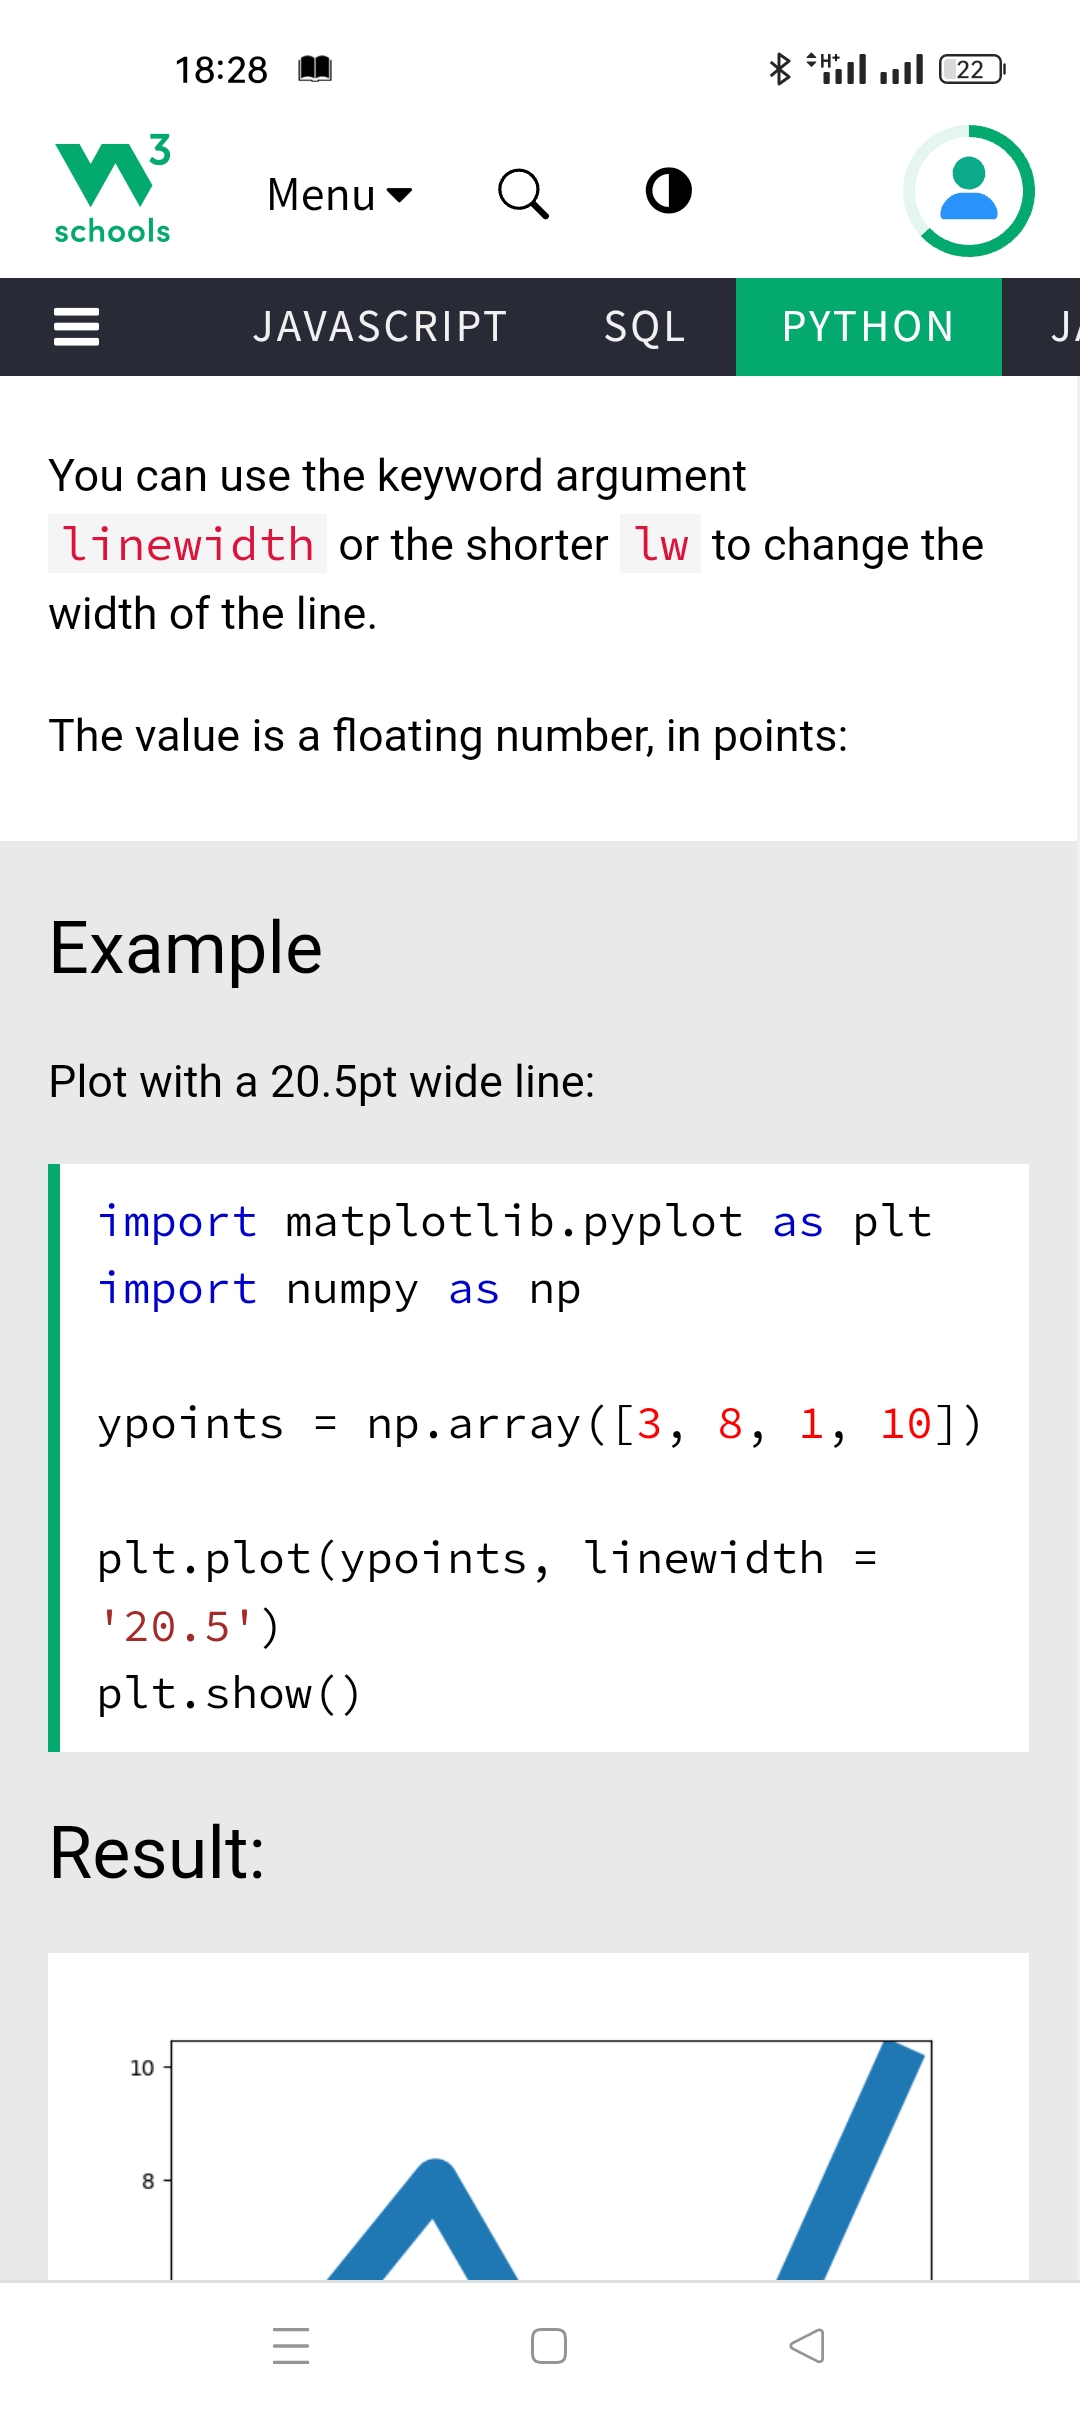 18:28 H+ 22
W3 schools Menu
JAVASCRIPT SQL PYTHON JA
You can use the keyword argument
linewidth or the shorter lw to change the
width of the line.
The value is a floating number, in points:
Example
Plot with a 20.5pt wide line:
import matplotlib.pyplot as plt
import numpy as np
ypoints = np.array([3, 8, 1, 10])
plt.plot(ypoints, linewidth =
'20.5')
plt.show()
Result:
10
8